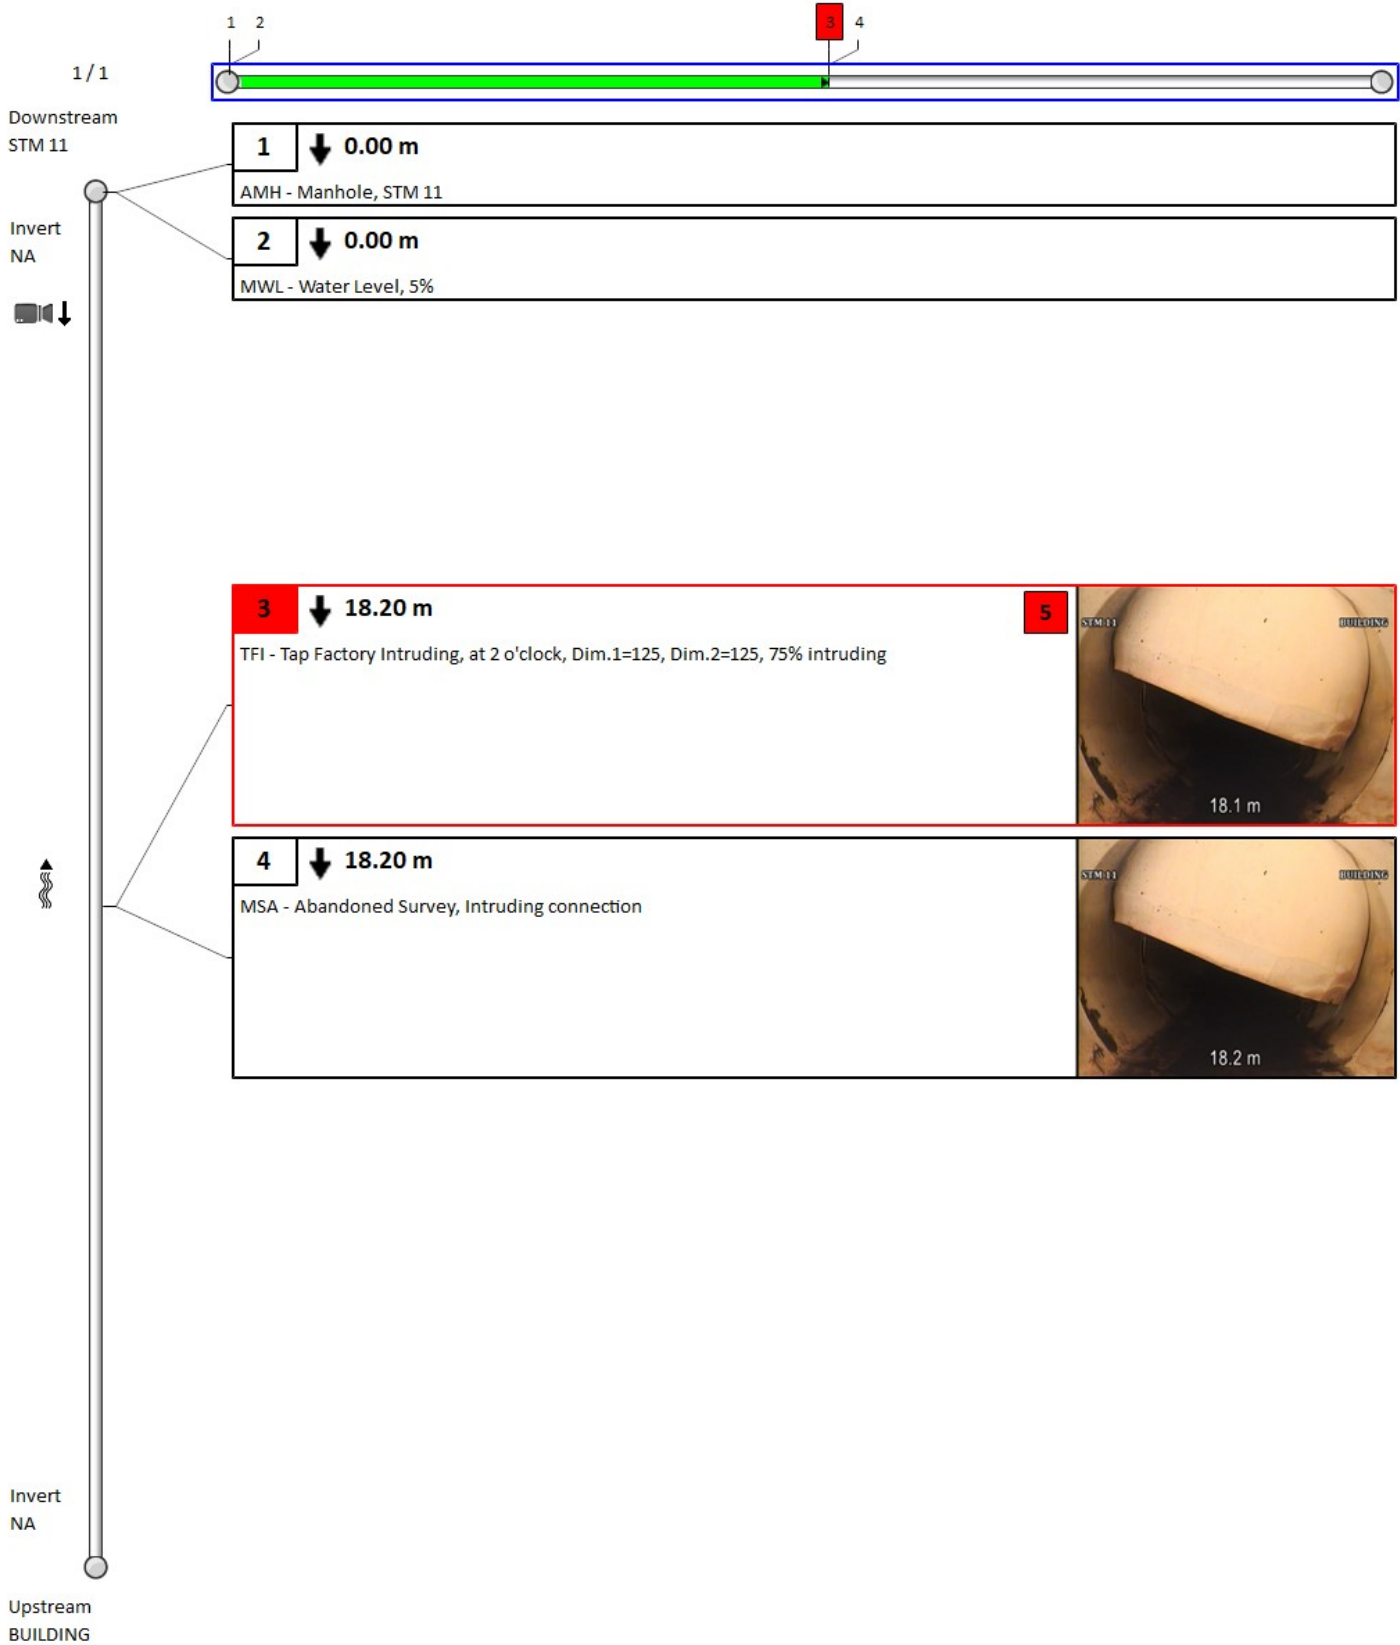 1 2 3 4
1 / 1
Downstream
STM 11
1 0.00 m
AMH - Manhole, STM 11
Invert
NA
2 0.00 m
MWL - Water Level, 5%
3 18.20 m 5
TFI - Tap Factory Intruding, at 2 o'clock, Dim.1=125, Dim.2=125, 75% intruding
STM 11 BUILDING
18.1 m
4 18.20 m
MSA - Abandoned Survey, Intruding connection
STM 11 BUILDING
18.2 m
Invert
NA
Upstream
BUILDING